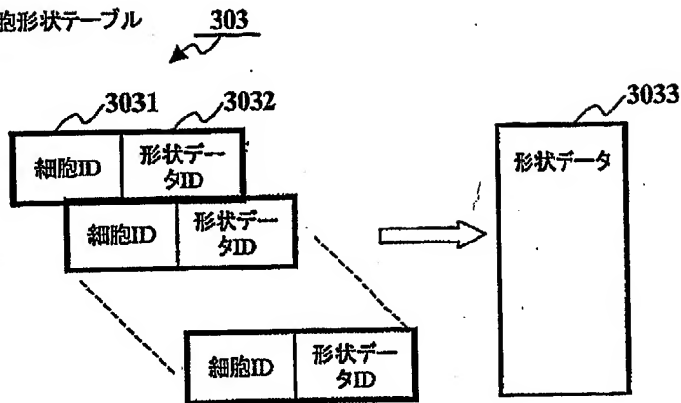 胞形状テーブル 303
3031 3032 3033
細胞ID 形状デー
タID
細胞ID 形状デー
タID
細胞ID 形状デー
タID
形状データ